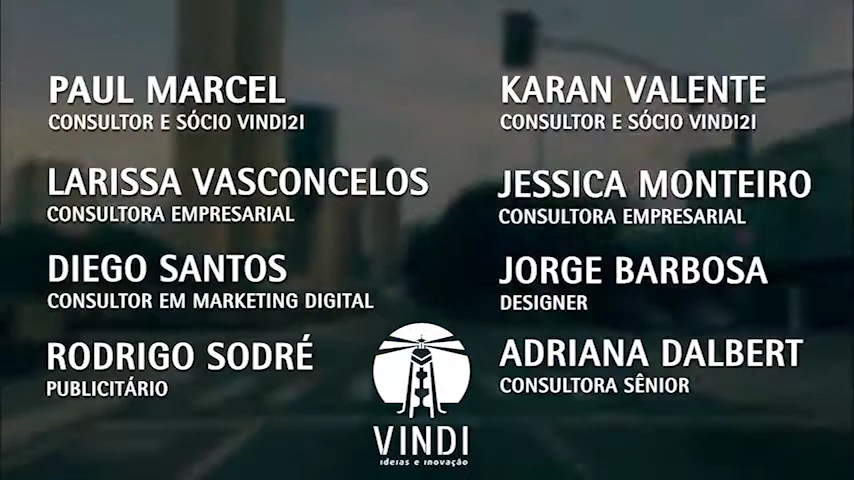 PAUL MARCEL
CONSULTOR E SÓCIO VINDI2I
LARISSA VASCONCELOS
CONSULTORA EMPRESARIAL
DIEGO SANTOS
CONSULTOR EM MARKETING DIGITAL
RODRIGO SODRÉ
PUBLICITÁRIO
KARAN VALENTE
CONSULTOR E SÓCIO VINDI2I
JESSICA MONTEIRO
CONSULTORA EMPRESARIAL
JORGE BARBOSA
DESIGNER
ADRIANA DALBERT
CONSULTORA SÊNIOR
VINDI
ideias e inovação